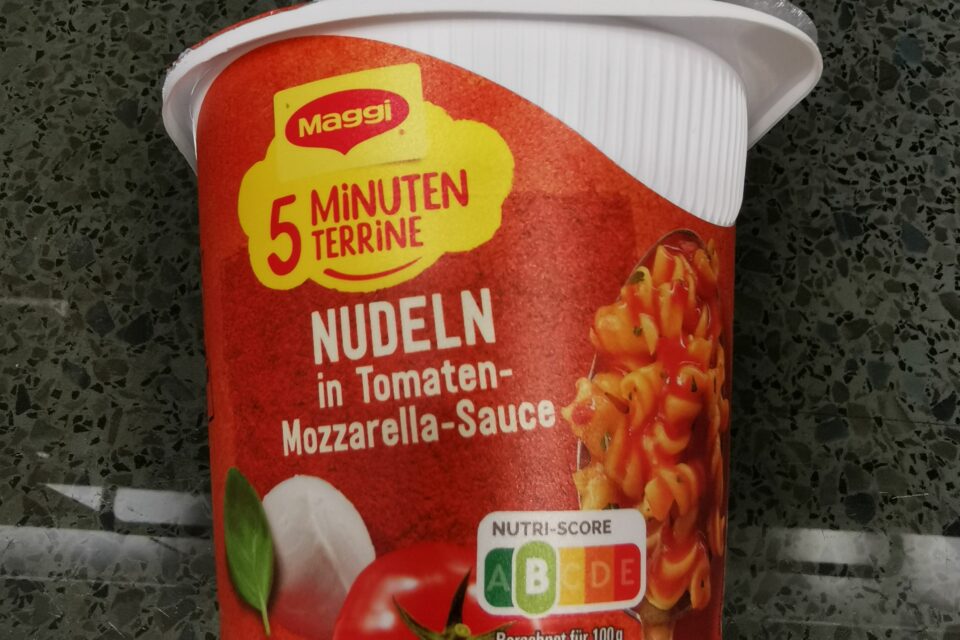 Maggi
5 MiNUTEN
TERRiNE
NUDELN
in Tomaten-
Mozzarella-Sauce
NUTRI-SCORE
A B C D E
Berechnet für 100g